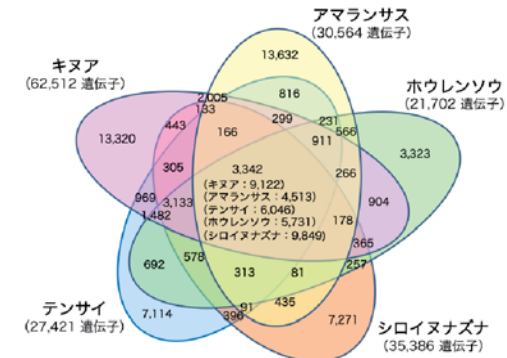 アマランサス
(30,564 遺伝子)
キヌア
(62,512 遺伝子)
ホウレンソウ
(21,702 遺伝子)
13,632
816
2,005
133
299
231
566
443
166
911
13,320
3,323
305
3,342
266
(キヌア:9,122)
(アマランサス:4,513)
(テンサイ:6,046)
(ホウレンソウ:5,731)
(シロイヌナズナ:9,849)
969
3,133
904
1,482
178
365
692
578
257
313
81
435
91
396
7,114
7,271
テンサイ
(27,421 遺伝子)
シロイヌナズナ
(35,386 遺伝子)